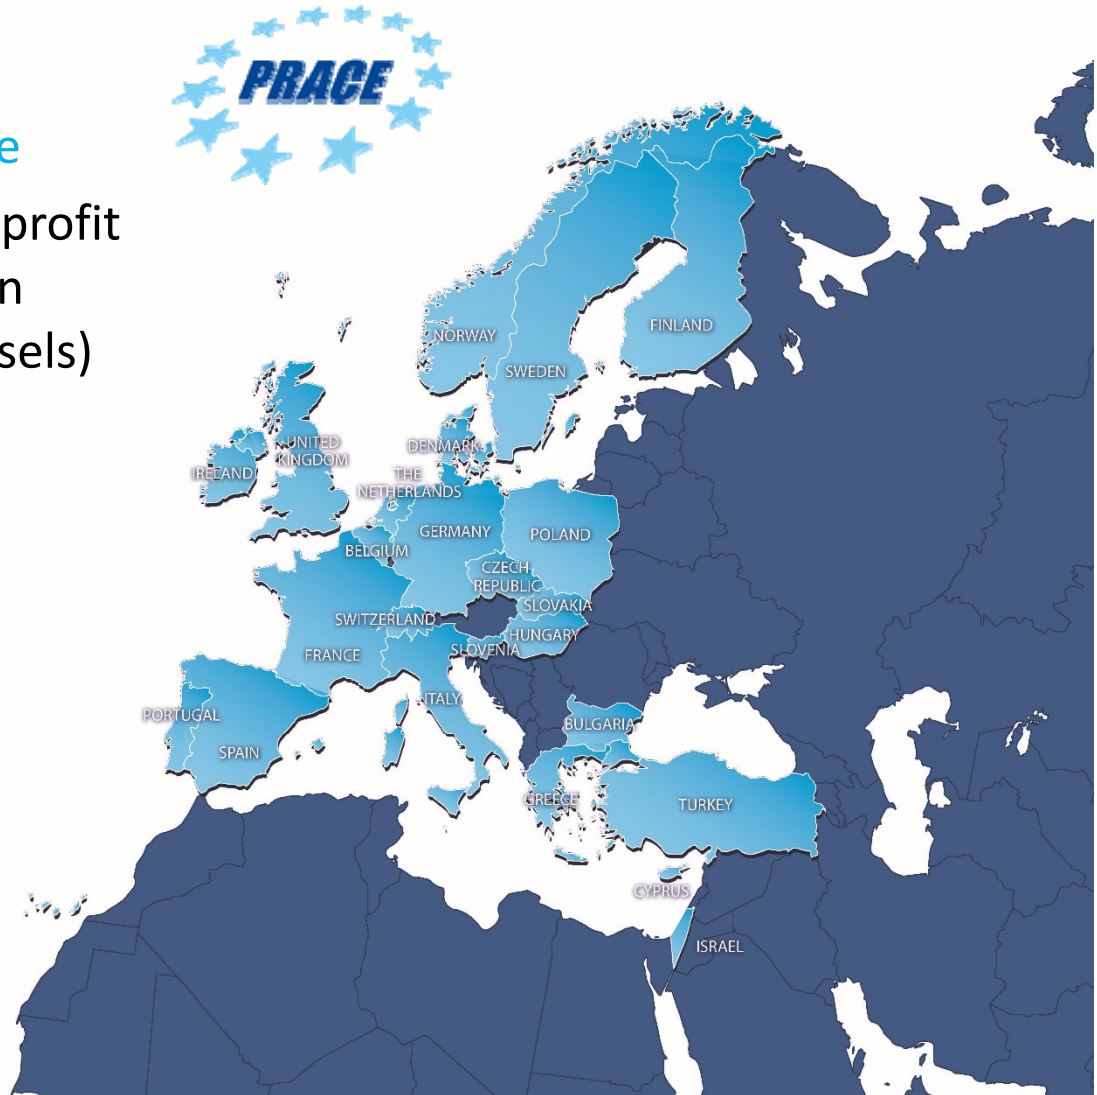 PRACE
e
profit
n
sels)
NORWAY
FINLAND
SWEDEN
UNITED
KINGDOM
DENMARK
IRELAND
THE
NETHERLANDS
GERMANY
POLAND
BELGIUM
CZECH
REPUBLIC
SLOVAKIA
SWITZERLAND
HUNGARY
SLOVENIA
FRANCE
ITALY
PORTUGAL
BULGARIA
SPAIN
GREECE
TURKEY
CYPRUS
ISRAEL